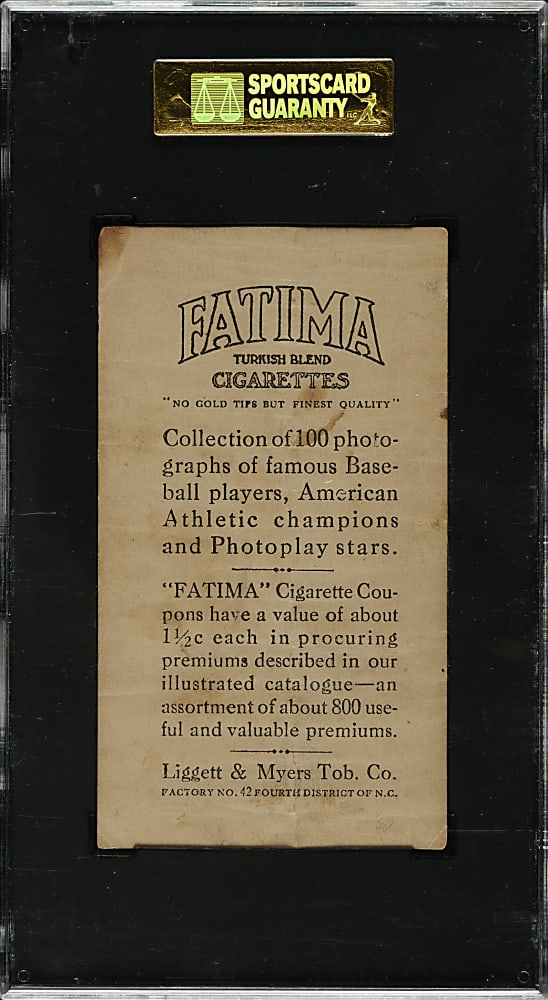 SPORTSCARD
GUARANTY LLC
FATIMA
TURKISH BLEND
CIGARETTES
"NO GOLD TIPS BUT FINEST QUALITY"
Collection of 100 photo-
graphs of famous Base-
ball players, American
Athletic champions
and Photoplay stars.
"FATIMA" Cigarette Cou-
pons have a value of about
1½c each in procuring
premiums described in our
illustrated catalogue—an
assortment of about 800 use-
ful and valuable premiums.
Liggett & Myers Tob. Co.
FACTORY NO. 42 FOURTH DISTRICT OF N.C.